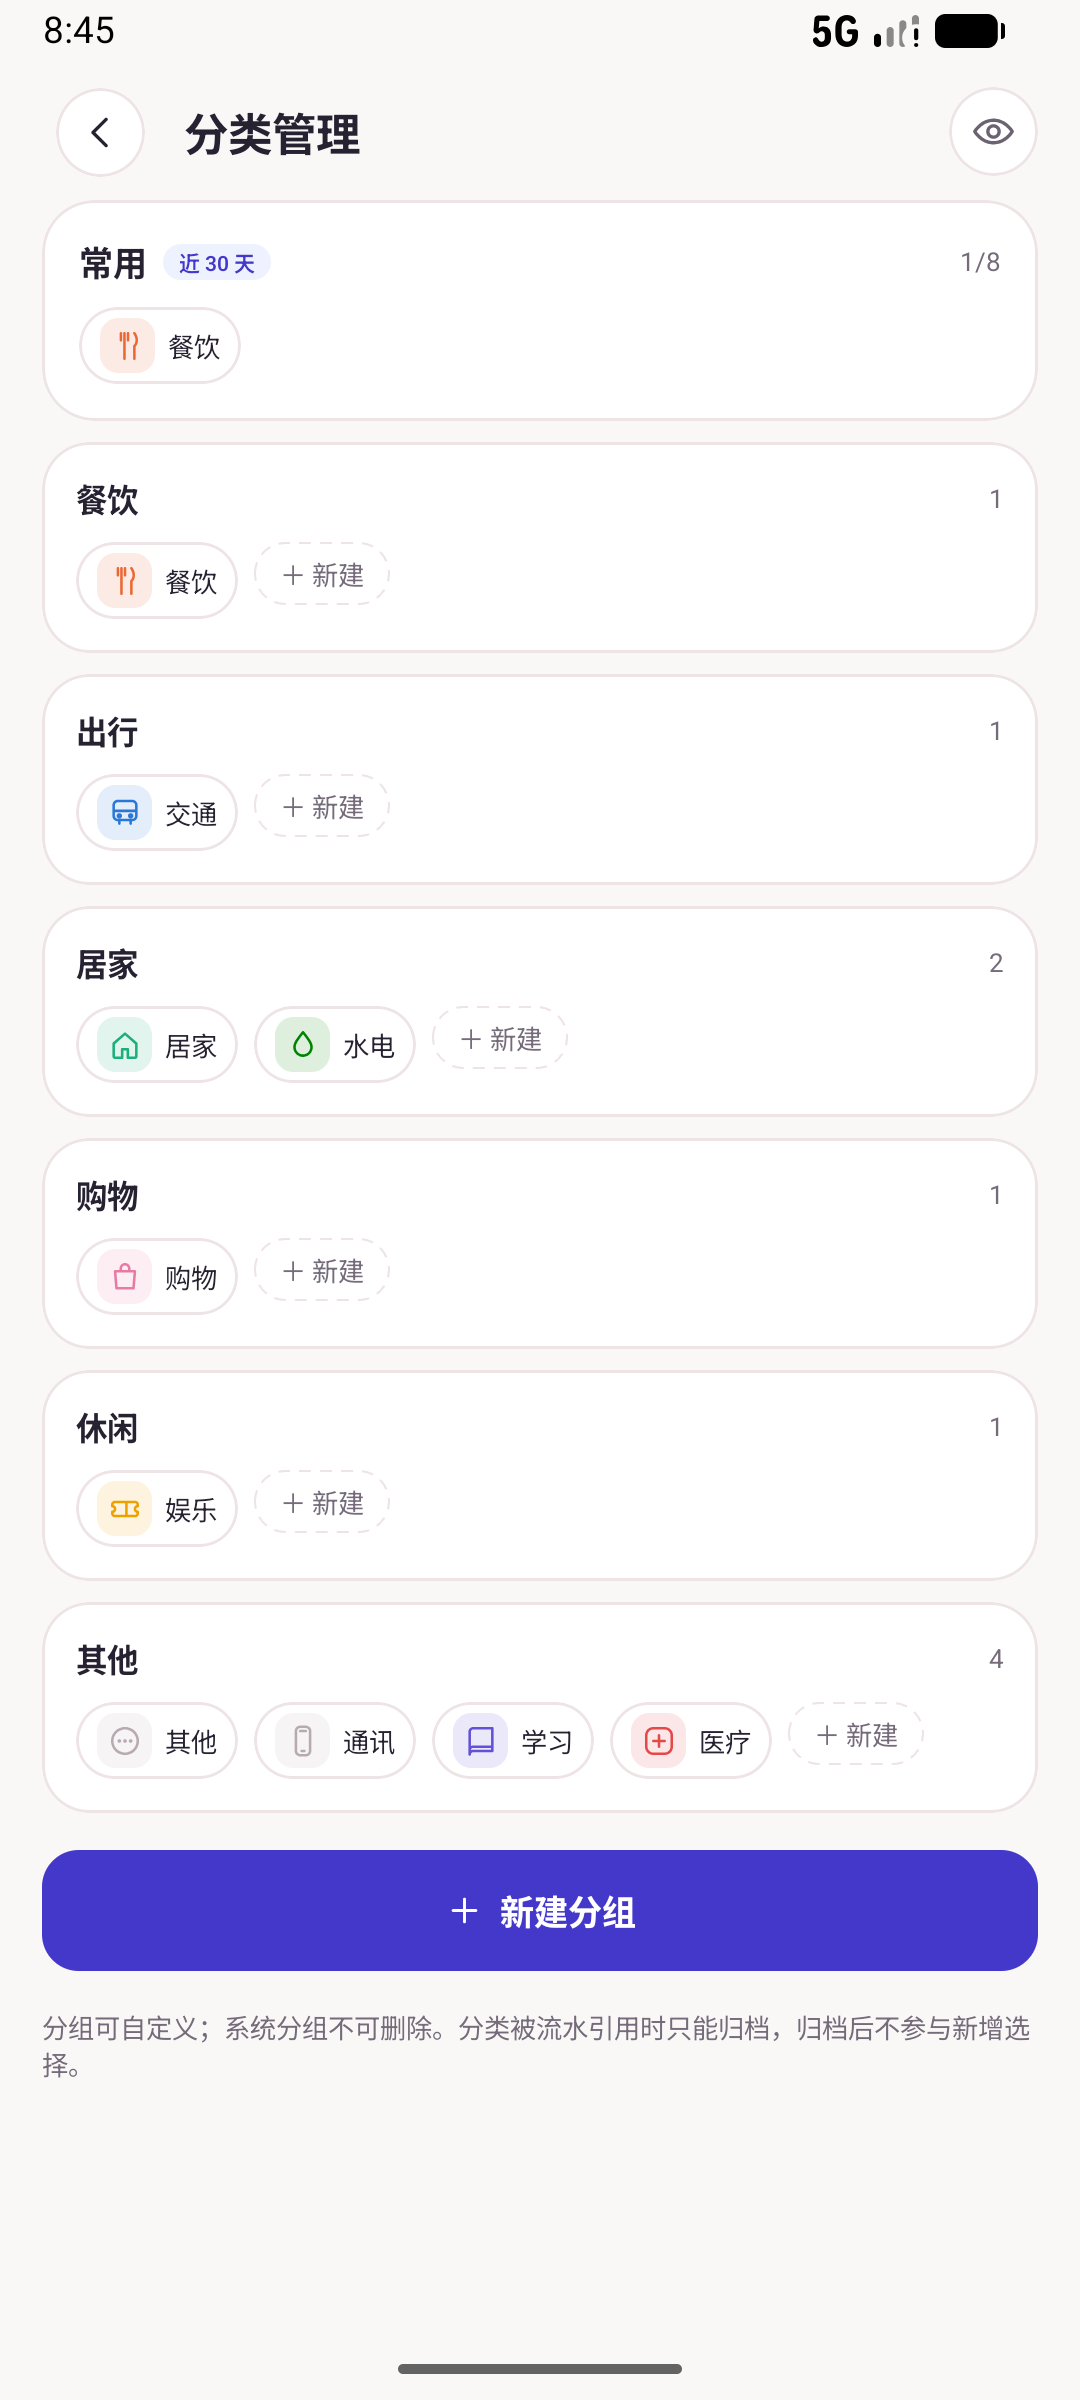 8:45
5G
分类管理
常用 近 30 天 1/8
餐饮
餐饮 1
餐饮 + 新建
出行 1
交通 + 新建
居家 2
居家 水电 + 新建
购物 1
购物 + 新建
休闲 1
娱乐 + 新建
其他 4
其他 通讯 学习 医疗 + 新建
+ 新建分组
分组可自定义；系统分组不可删除。分类被流水引用时只能归档，归档后不参与新增选
择。